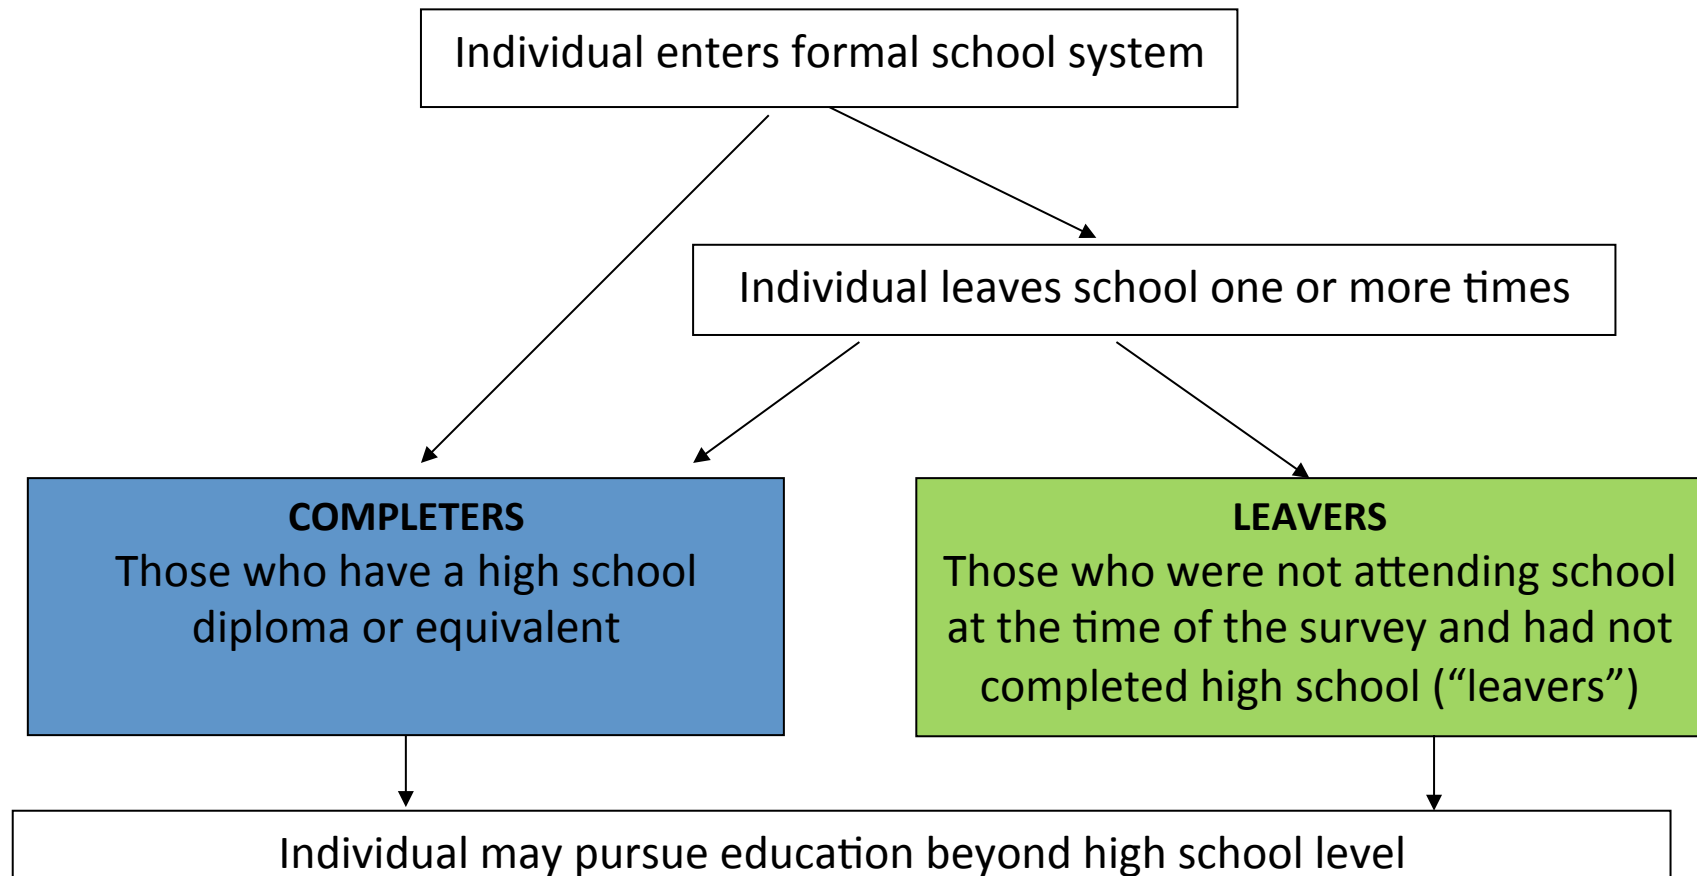 Individual enters formal school system
Individual leaves school one or more times
COMPLETERS
Those who have a high school
diploma or equivalent
LEAVERS
Those who were not attending school
at the time of the survey and had not
completed high school (“leavers”)
Individual may pursue education beyond high school level